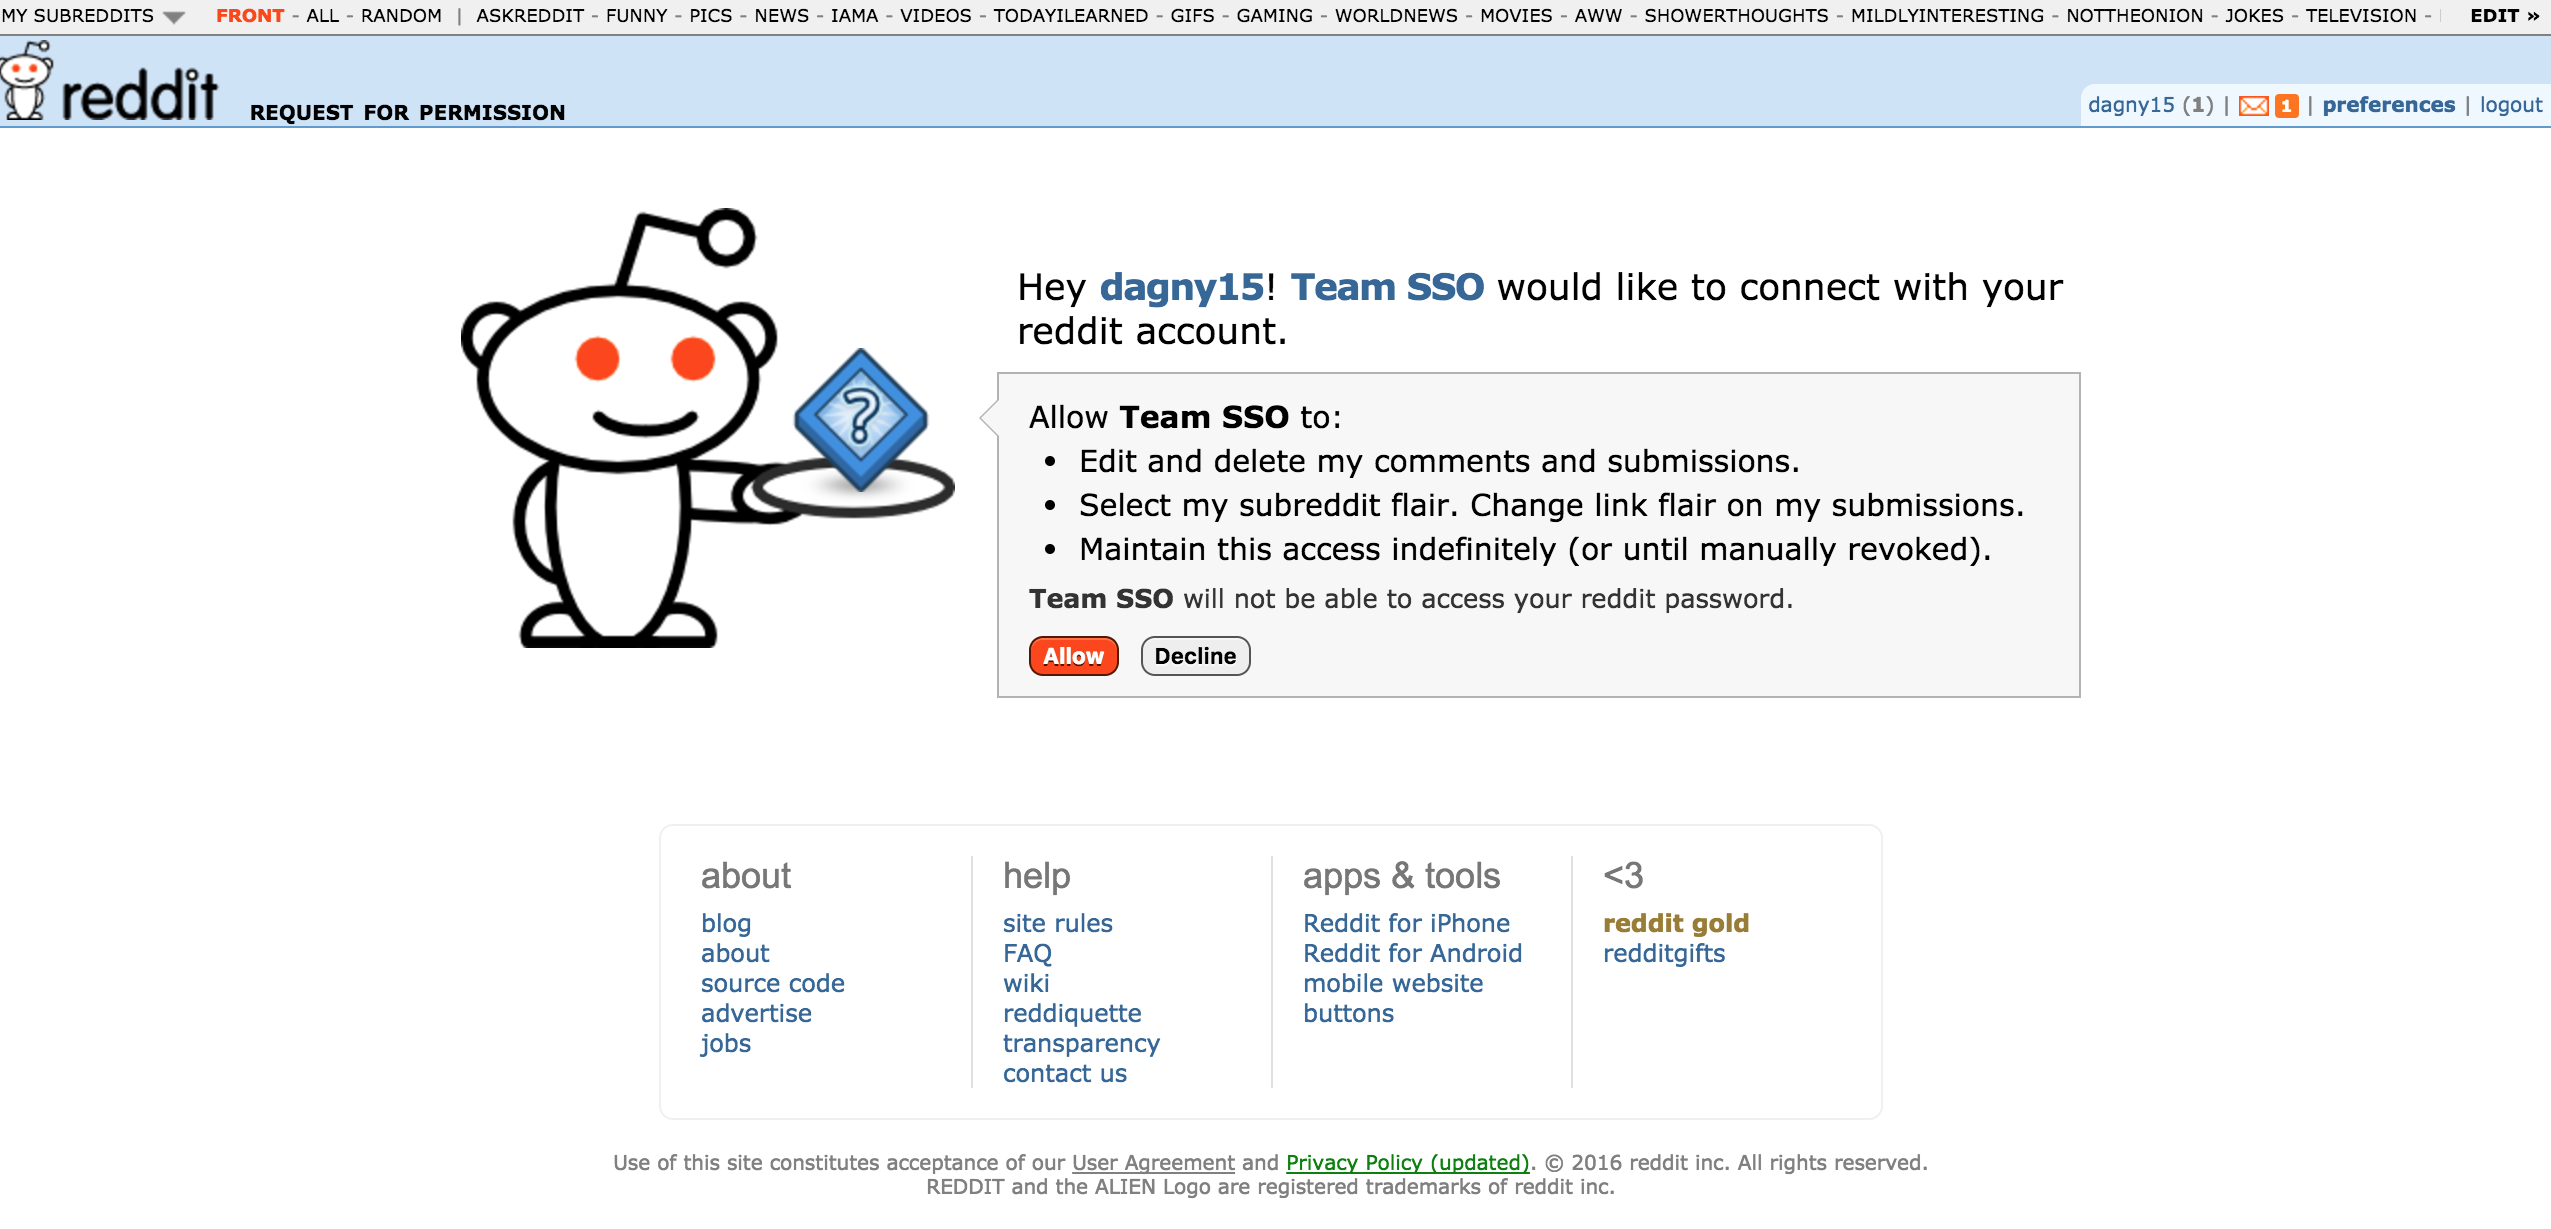 MY SUBREDDITS FRONT - ALL - RANDOM | ASKREDDIT - FUNNY - PICS - NEWS - IAMA - VIDEOS - TODAYILEARNED - GIFS - GAMING - WORLDNEWS - MOVIES - AWW - SHOWERTHOUGHTS - MILDLYINTERESTING - NOTTHEONION - JOKES - TELEVISION - EDIT »
reddit REQUEST FOR PERMISSION
dagny15 (1) | 1 | preferences | logout
Hey dagny15! Team SSO would like to connect with your
reddit account.
?
Allow Team SSO to:
• Edit and delete my comments and submissions.
• Select my subreddit flair. Change link flair on my submissions.
• Maintain this access indefinitely (or until manually revoked).
Team SSO will not be able to access your reddit password.
Allow Decline
about
blog
about
source code
advertise
jobs
help
site rules
FAQ
wiki
reddiquette
transparency
contact us
apps & tools
Reddit for iPhone
Reddit for Android
mobile website
buttons
<3
reddit gold
redditgifts
Use of this site constitutes acceptance of our User Agreement and Privacy Policy (updated). © 2016 reddit inc. All rights reserved.
REDDIT and the ALIEN Logo are registered trademarks of reddit inc.